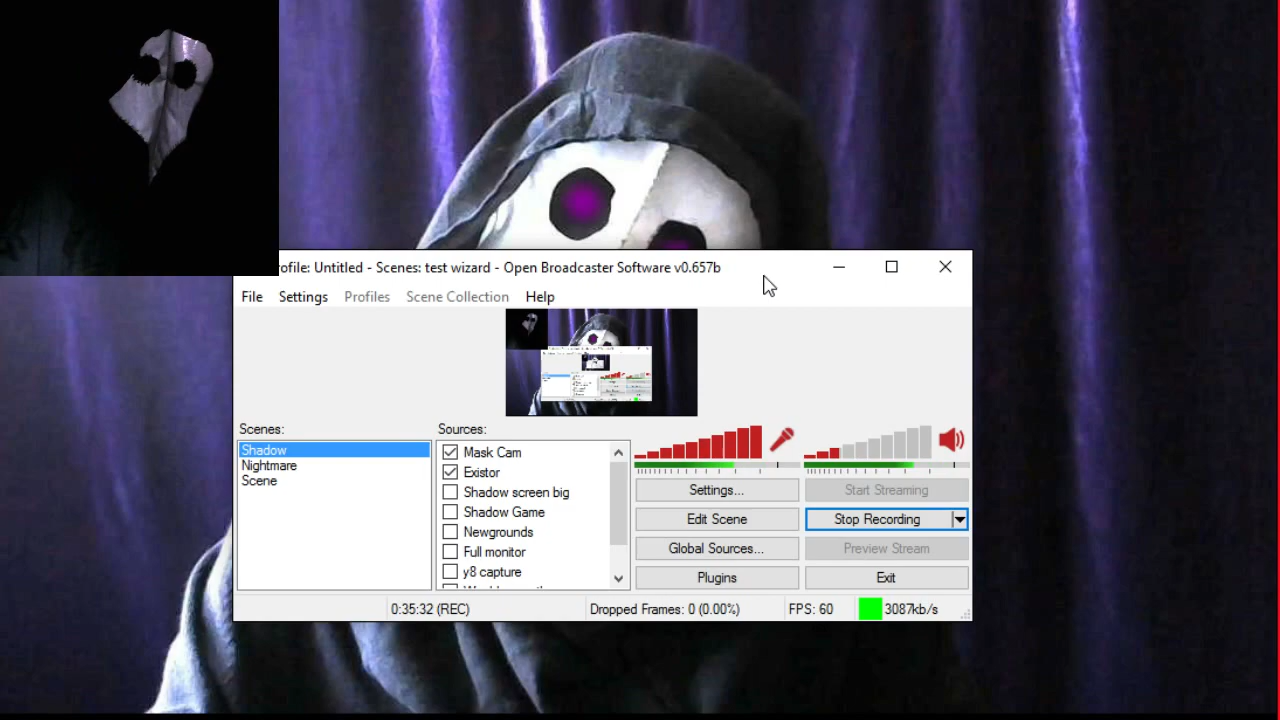 ofile: Untitled - Scenes: test wizard - Open Broadcaster Software v0.657b
File Settings Profiles Scene Collection Help
Scenes:
Shadow
Nightmare
Scene
Sources:
Mask Cam
Existor
Shadow screen big
Shadow Game
Newgrounds
Full monitor
y8 capture
Settings...
Start Streaming
Edit Scene
Stop Recording
Global Sources...
Preview Stream
Plugins
Exit
0:35:32 (REC)
Dropped Frames: 0 (0.00%)
FPS: 60
3087kb/s